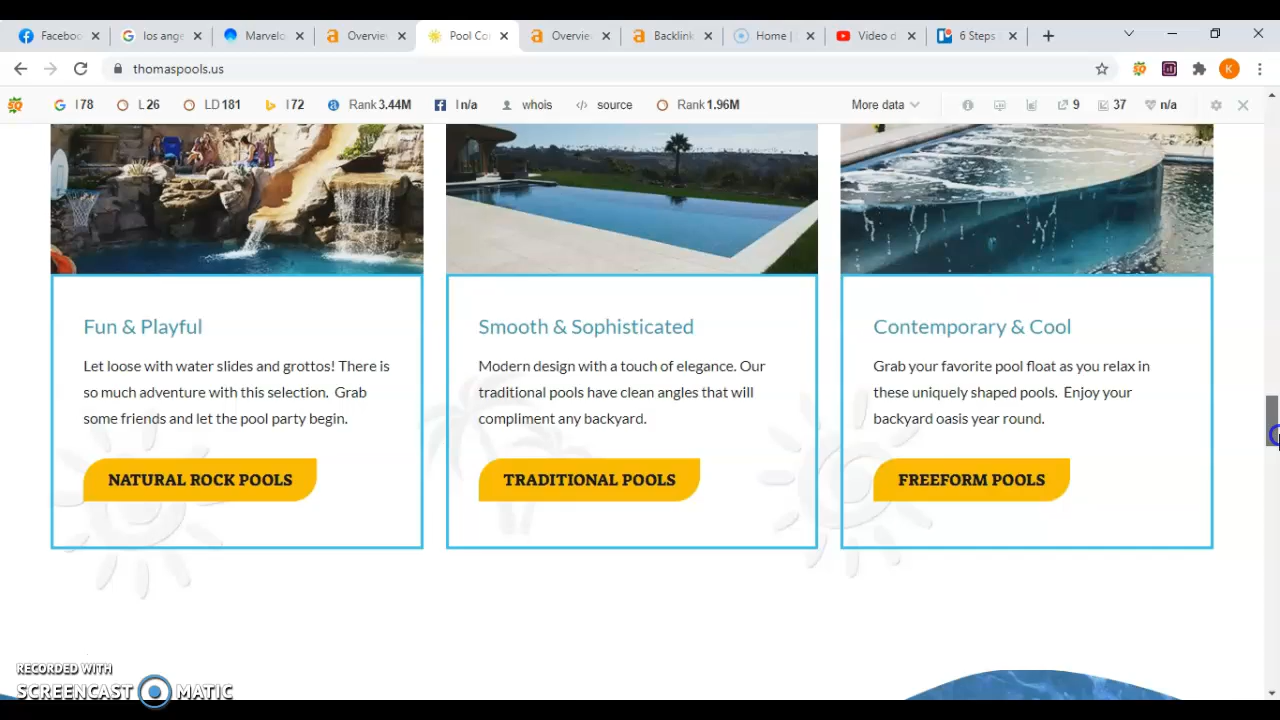 Faceboo
los ange
Marvelo
Overvie
Pool Co
Overvie
Backlink
Home |
Video d
6 Steps
thomaspools.us
K
I 78
L 26
LD 181
I 72
Rank 3.44M
I n/a
whois
source
Rank 1.96M
More data
9
37
n/a
Fun & Playful
Let loose with water slides and grottos! There is
so much adventure with this selection. Grab
some friends and let the pool party begin.
NATURAL ROCK POOLS
Smooth & Sophisticated
Modern design with a touch of elegance. Our
traditional pools have clean angles that will
compliment any backyard.
TRADITIONAL POOLS
Contemporary & Cool
Grab your favorite pool float as you relax in
these uniquely shaped pools. Enjoy your
backyard oasis year round.
FREEFORM POOLS
RECORDED WITH
SCREENCAST MATIC